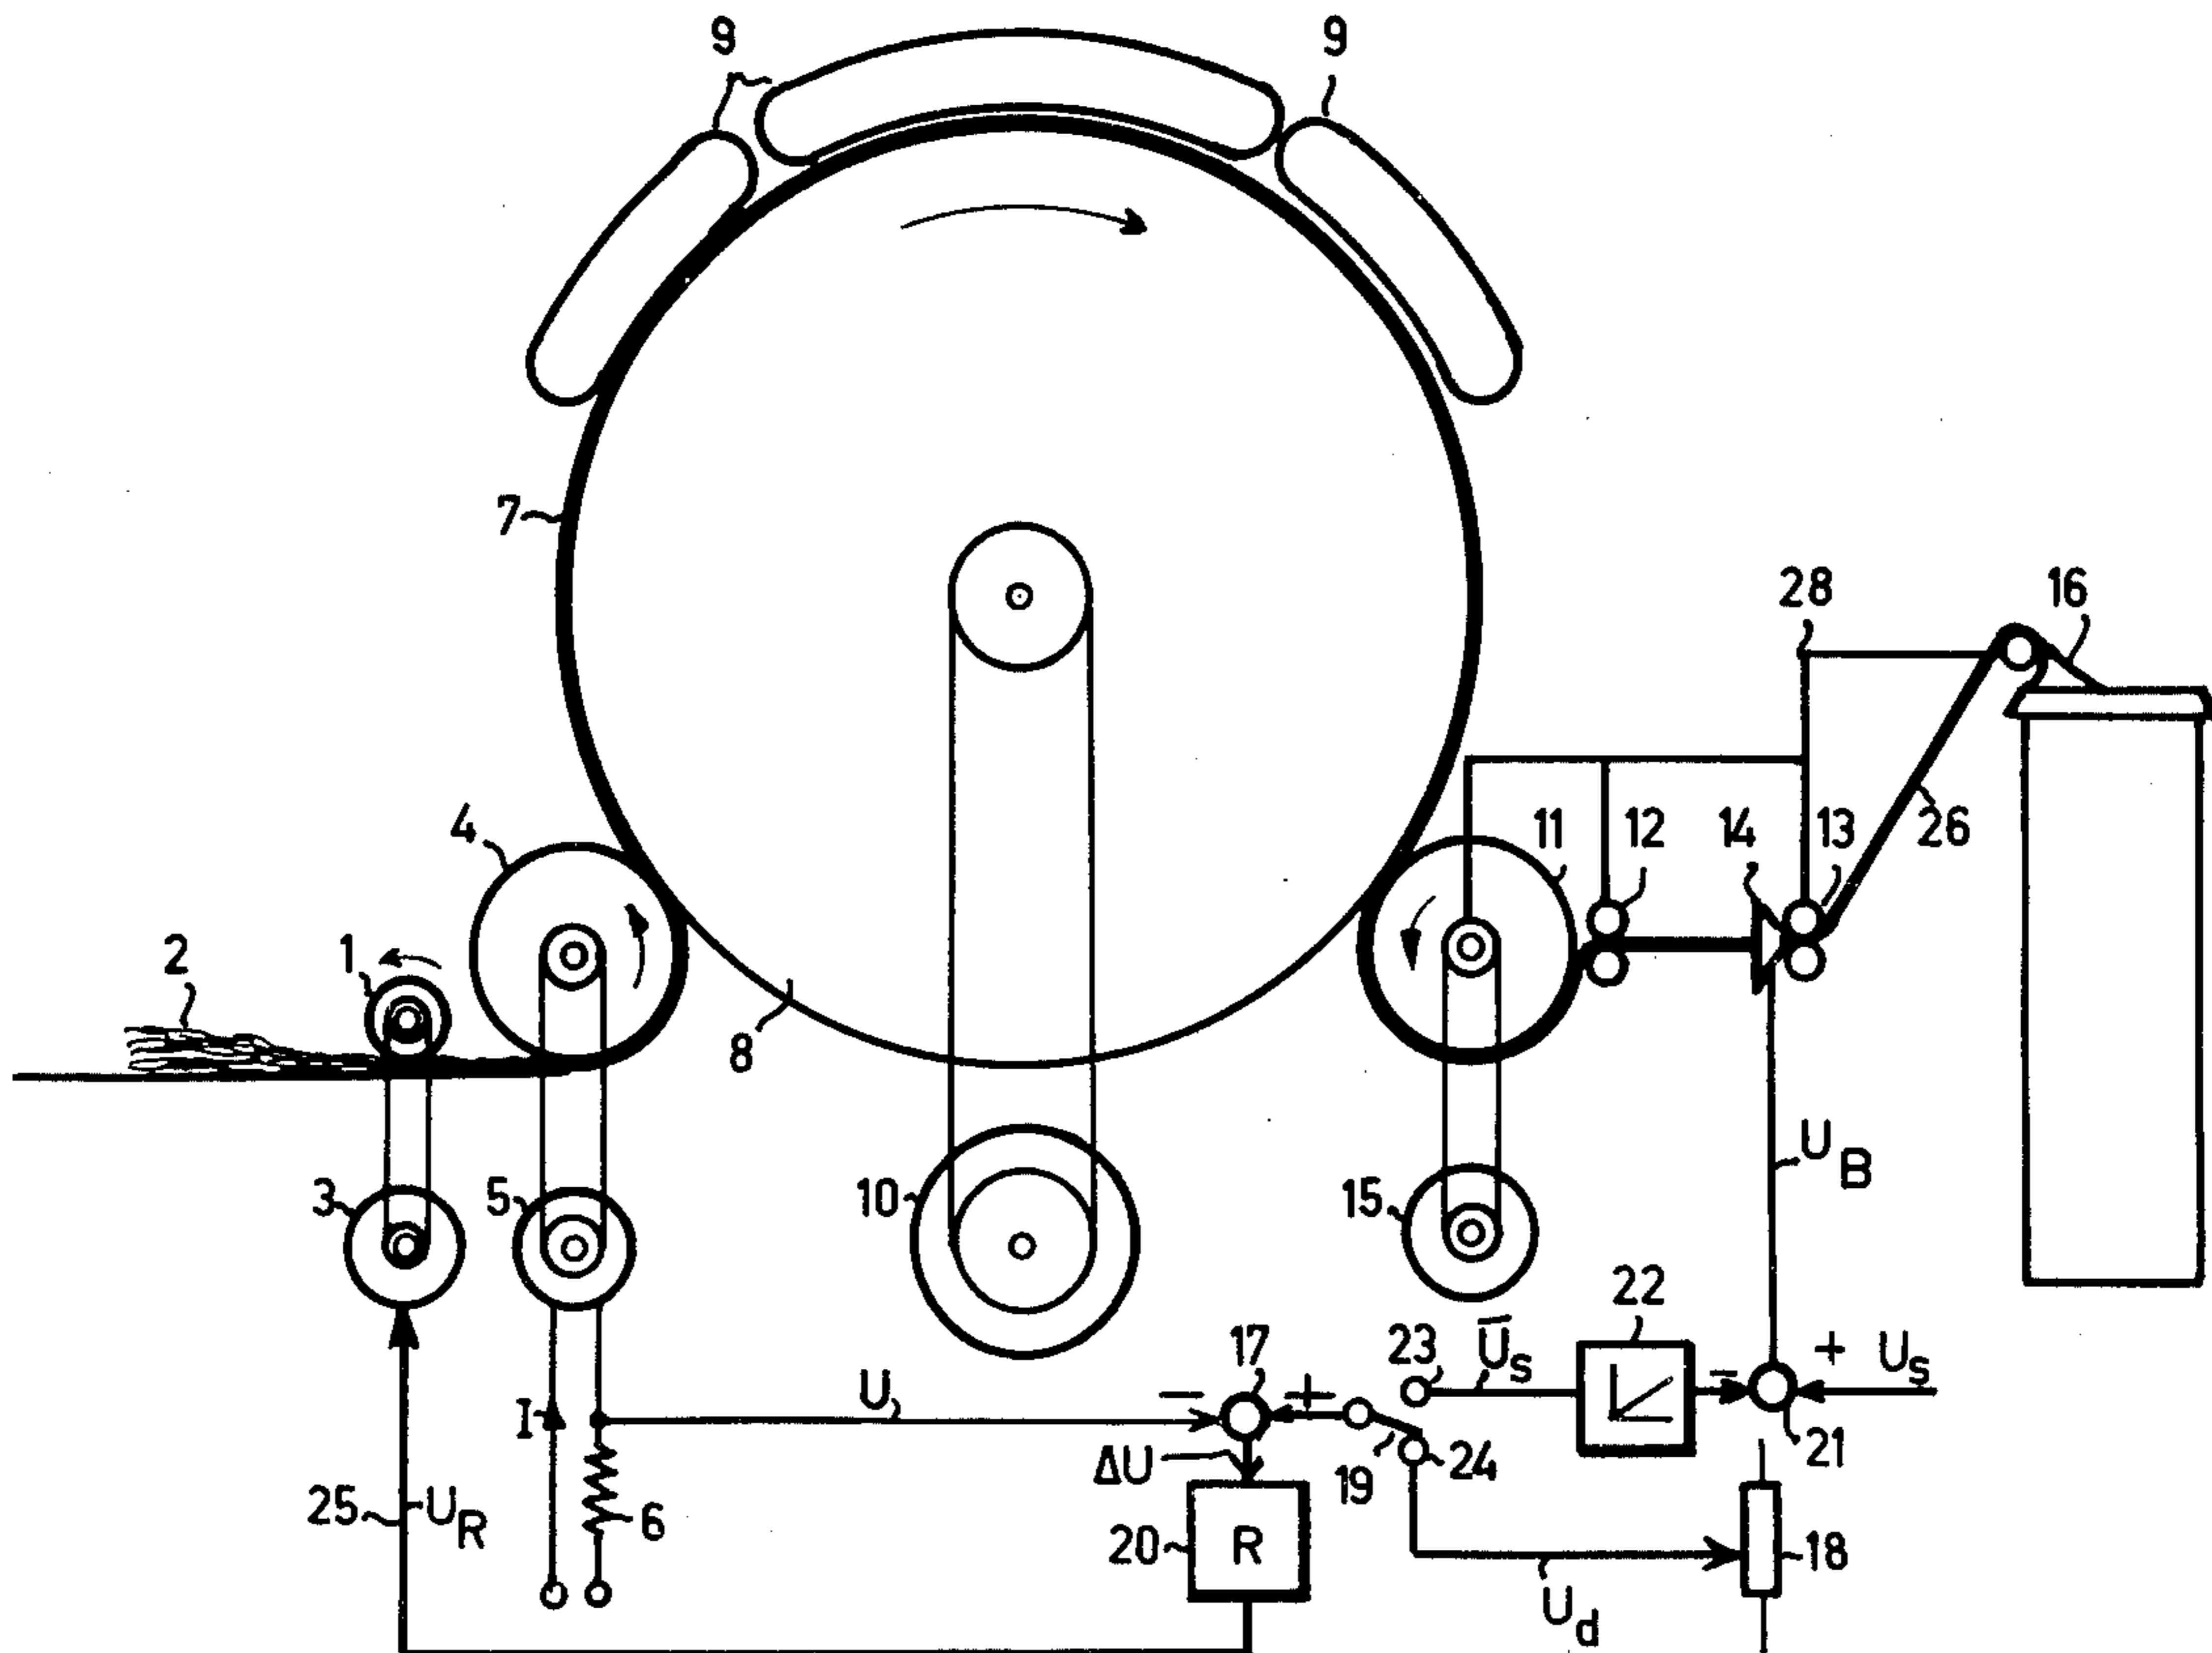 9 9
7
28 16
4 11 12 14 13 26
2 1
8
U_B
3 5 10 15
22
17 23 U̅_s + U_s
I U − + −
ΔU 19 24 21
25 U_R 6 20 R 18
U_d